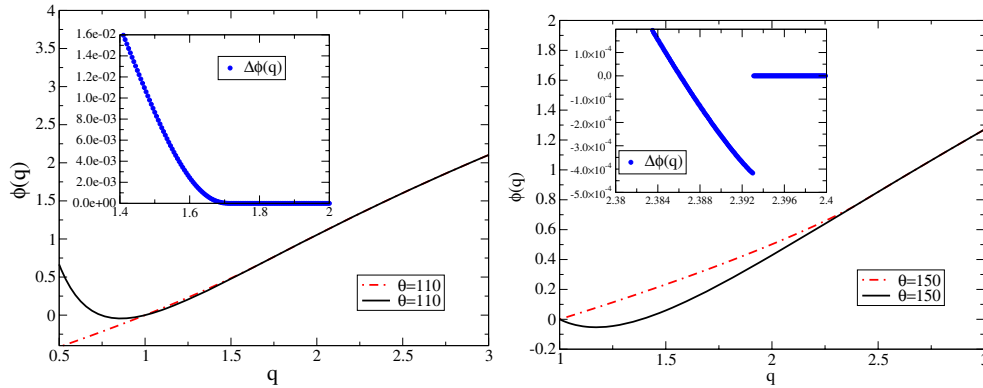 4
3.5
3
2.5
2
1.5
1
0.5
0
ϕ(q)
0.5 1 1.5 2 2.5 3
q
1.6e-02
1.4e-02
1.2e-02
1.0e-02
8.0e-03
6.0e-03
4.0e-03
2.0e-03
0.0e+00
1.4 1.6 1.8 2
Δϕ(q)
θ=110
θ=110
2
1.8
1.6
1.4
1.2
1
0.8
0.6
0.4
0.2
0
-0.2
ϕ(q)
1 1.5 2 2.5 3
q
1.0×10⁻⁴
0,0
-1.0×10⁻⁴
-2.0×10⁻⁴
-3.0×10⁻⁴
-4.0×10⁻⁴
-5.0×10⁻⁴
2.38 2.384 2.388 2.392 2.396 2.4
Δϕ(q)
θ=150
θ=150